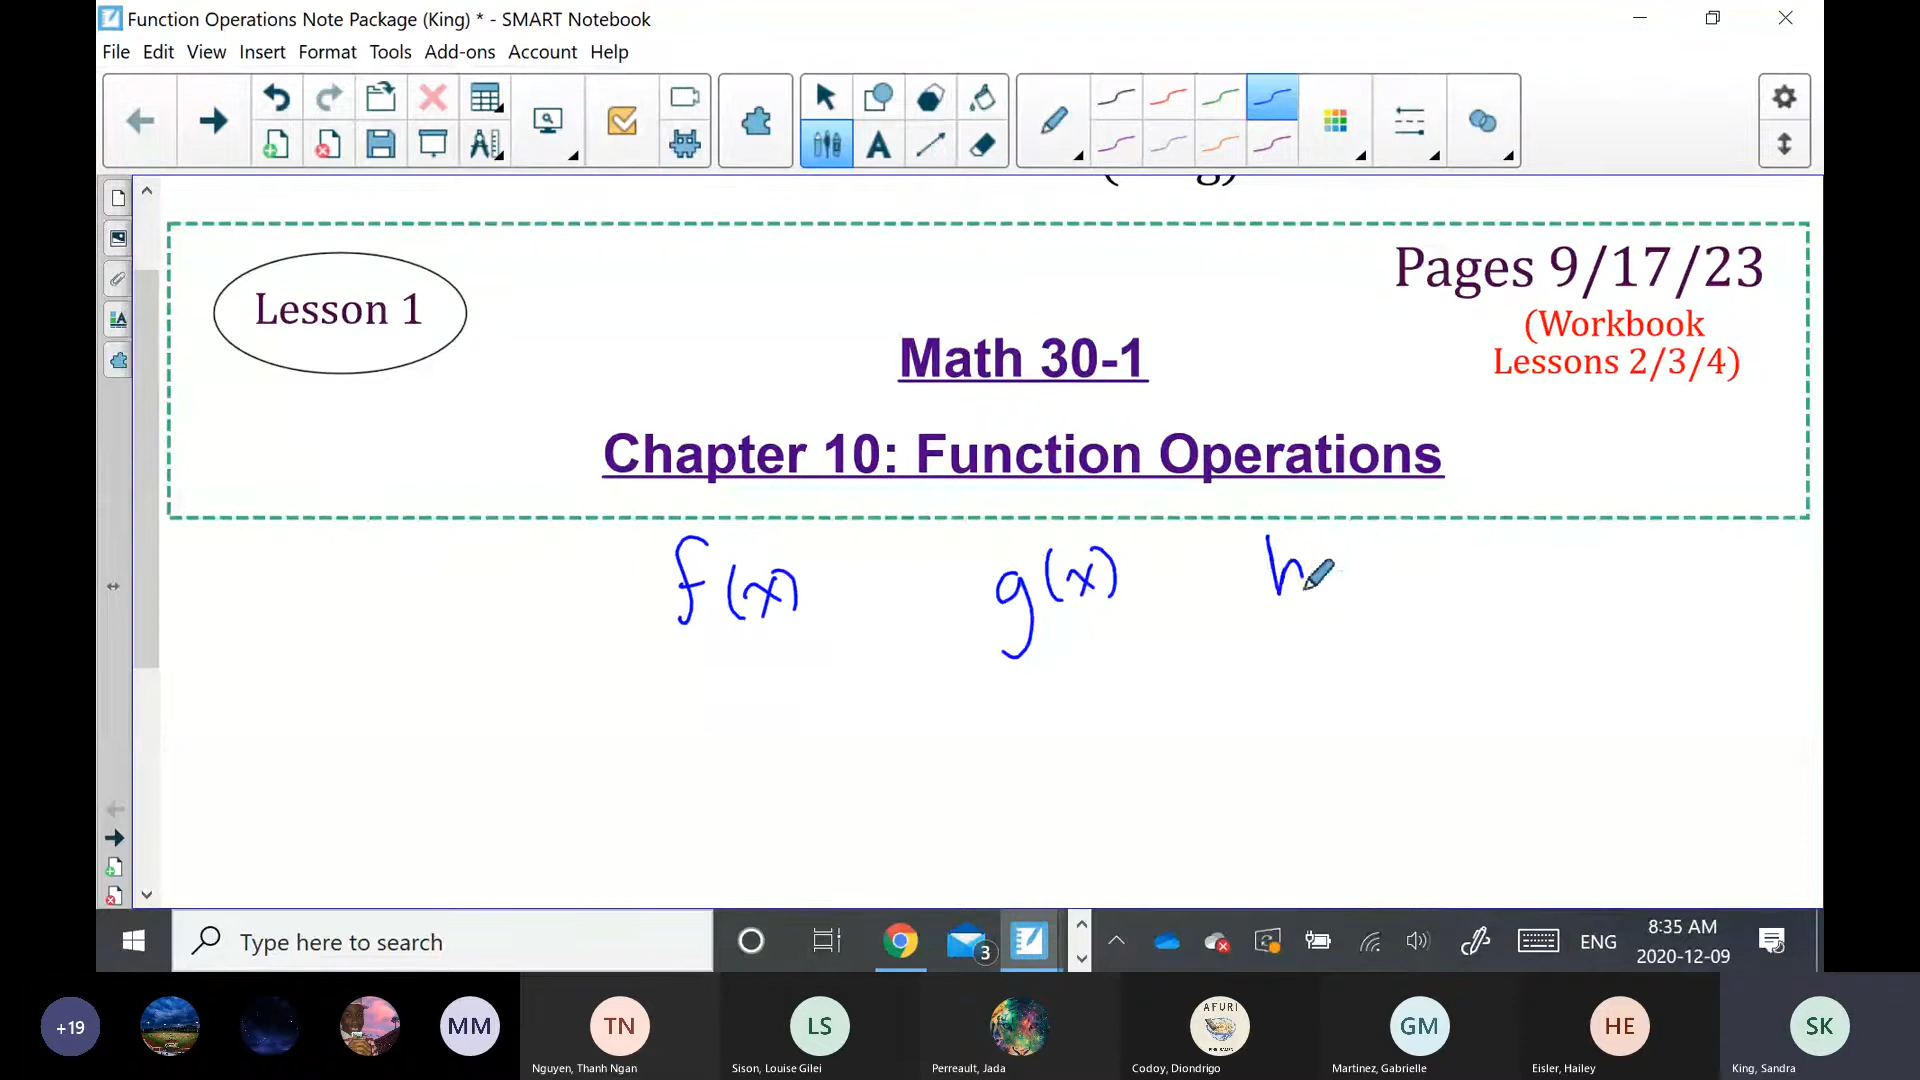 Function Operations Note Package (King) * - SMART Notebook
File Edit View Insert Format Tools Add-ons Account Help
Lesson 1
Pages 9/17/23
(Workbook
Lessons 2/3/4)
Math 30-1
Chapter 10: Function Operations
f(x) g(x) h
Type here to search
3
ENG
8:35 AM
2020-12-09
+19
MM
TN
LS
AFURI
GM
HE
SK
Nguyen, Thanh Ngan
Sison, Louise Gilei
Perreault, Jada
Codoy, Diondrigo
Martinez, Gabrielle
Eisler, Hailey
King, Sandra